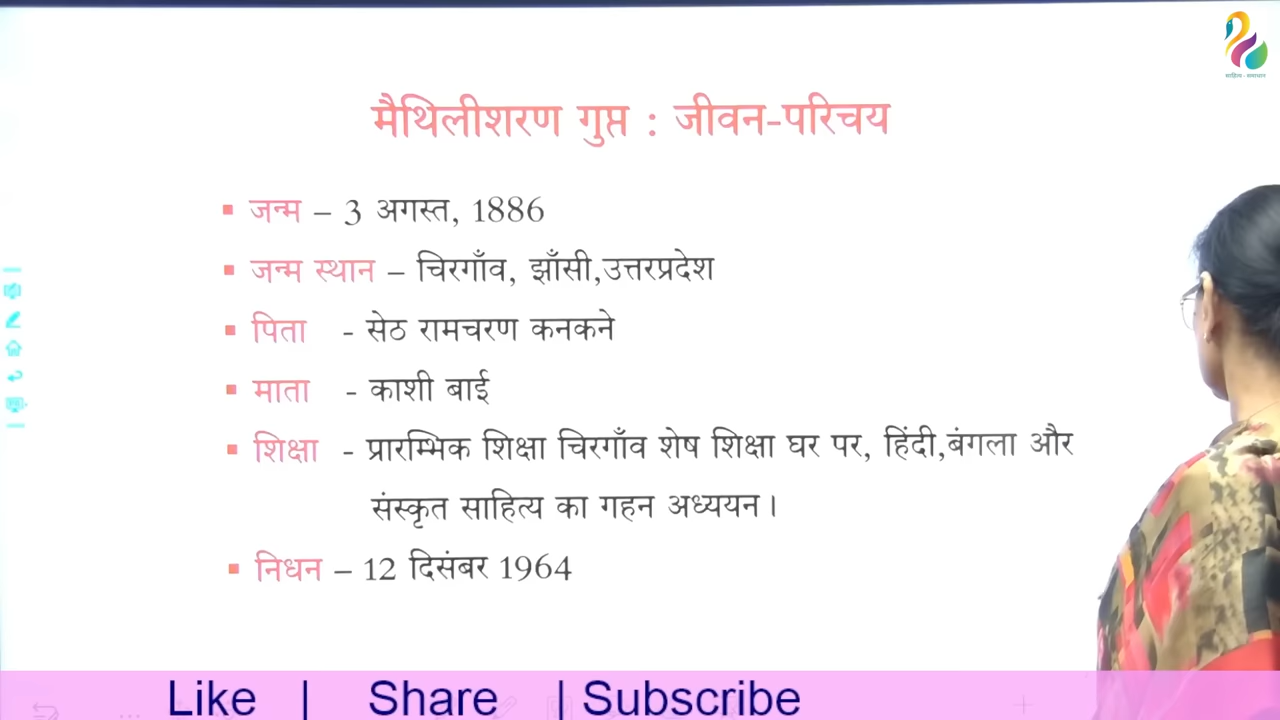 साहित्य - समाधान
मैथिलीशरण गुप्त : जीवन-परिचय
▪ जन्म – 3 अगस्त, 1886
▪ जन्म स्थान – चिरगाँव, झाँसी,उत्तरप्रदेश
▪ पिता - सेठ रामचरण कनकने
▪ माता - काशी बाई
▪ शिक्षा - प्रारम्भिक शिक्षा चिरगाँव शेष शिक्षा घर पर, हिंदी,बंगला और
संस्कृत साहित्य का गहन अध्ययन।
▪ निधन – 12 दिसंबर 1964
Like | Share | Subscribe